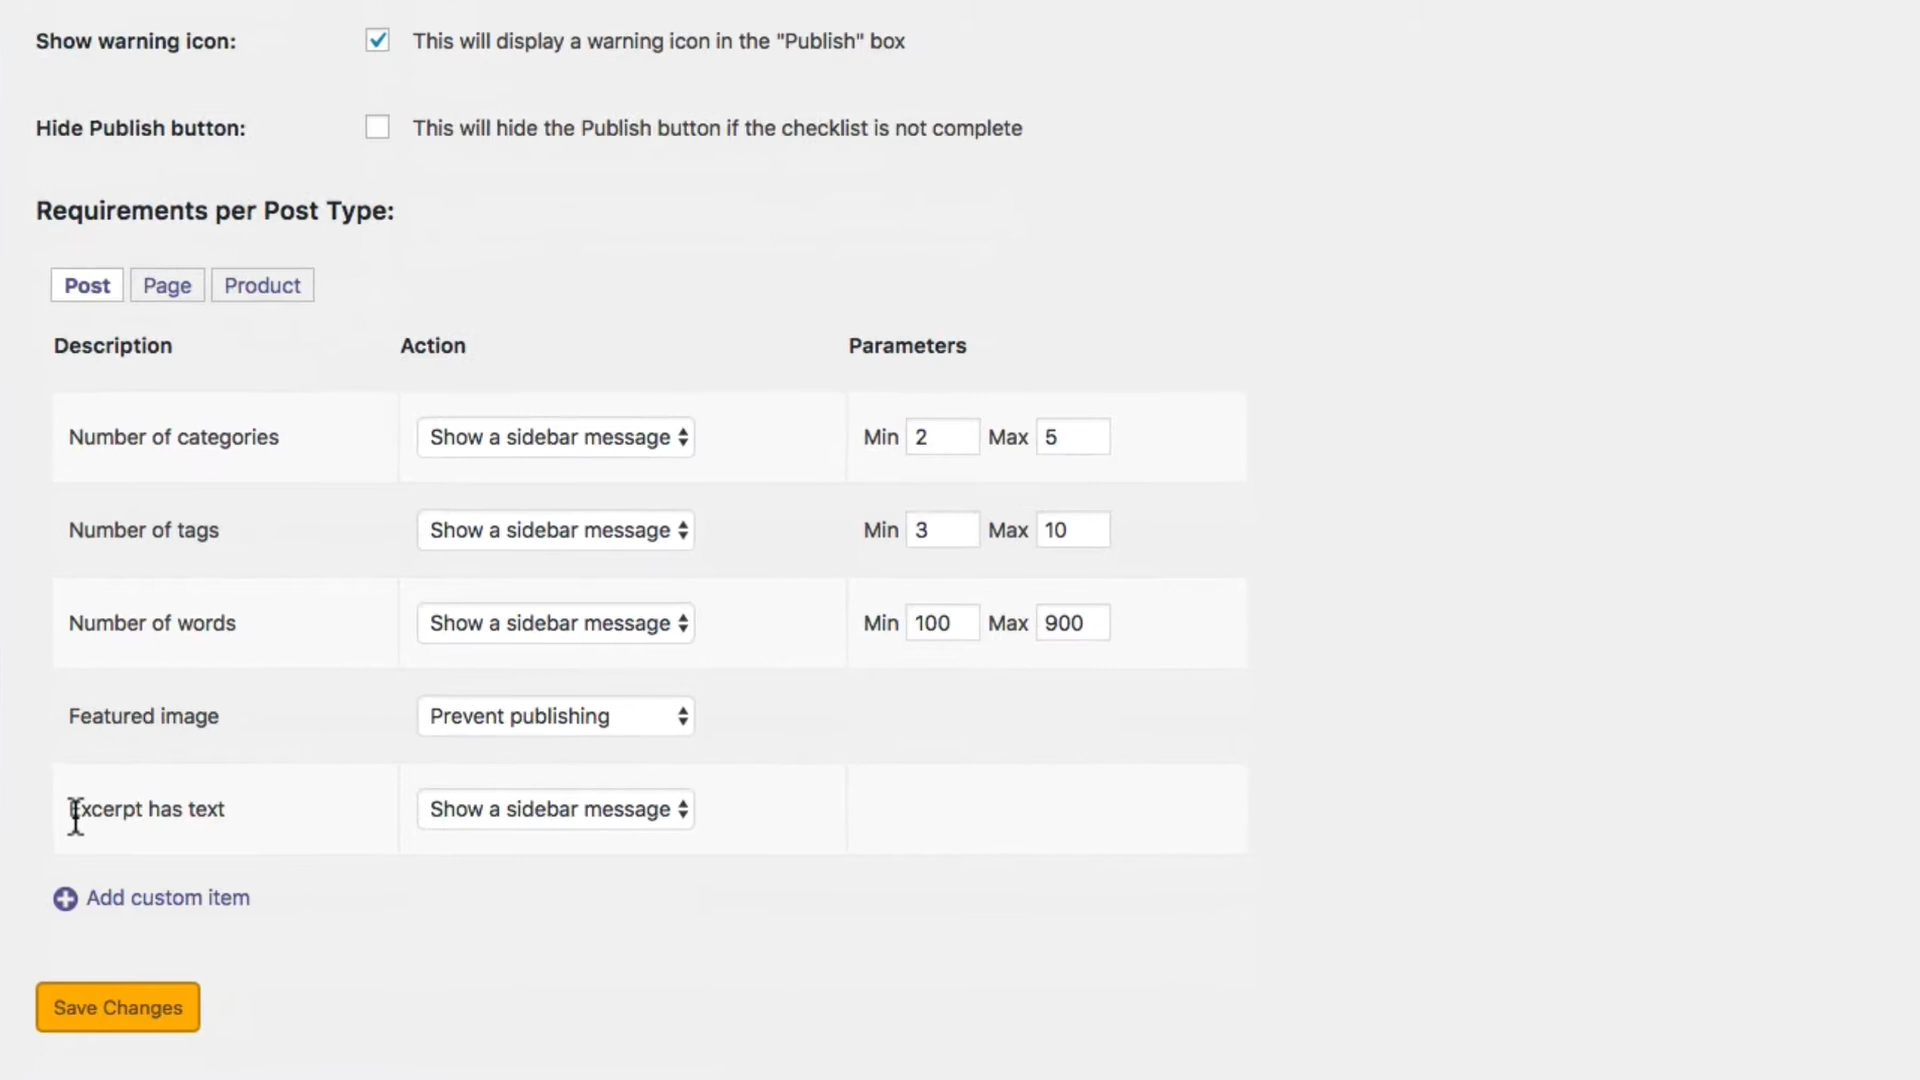 Show warning icon: This will display a warning icon in the "Publish" box
Hide Publish button: This will hide the Publish button if the checklist is not complete
Requirements per Post Type:
Post Page Product
Description Action Parameters
Number of categories Show a sidebar message Min 2 Max 5
Number of tags Show a sidebar message Min 3 Max 10
Number of words Show a sidebar message Min 100 Max 900
Featured image Prevent publishing
Excerpt has text Show a sidebar message
Add custom item
Save Changes